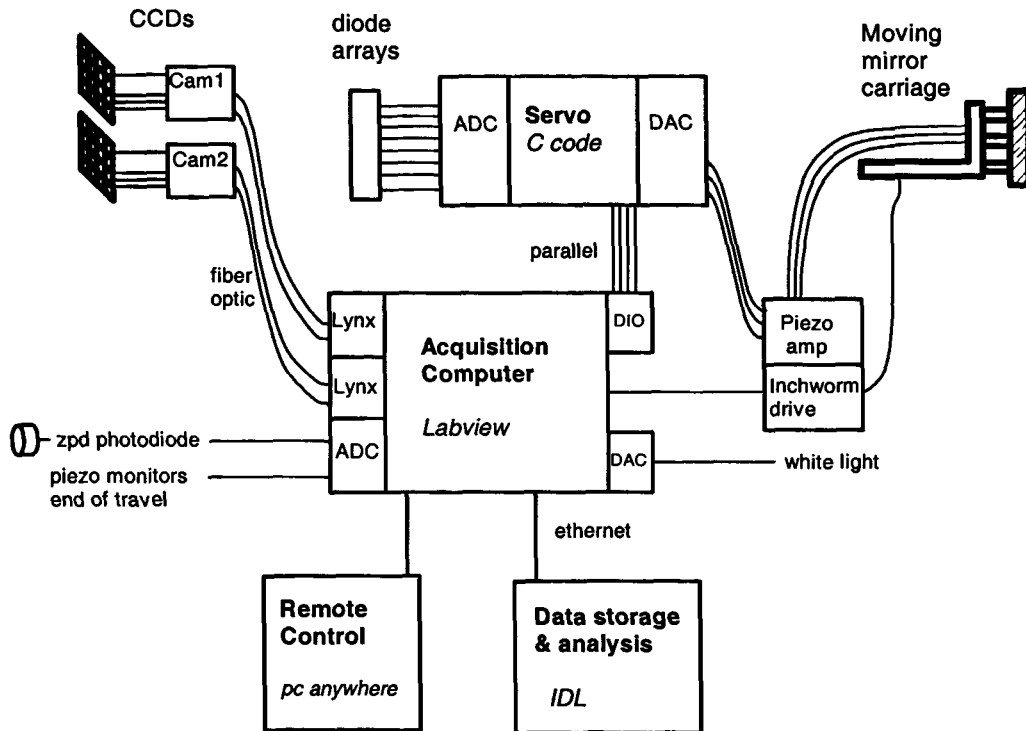 CCDs
diode
arrays
Moving
mirror
carriage
Cam1
Cam2
ADC
Servo
C code
DAC
fiber
optic
parallel
Lynx
Lynx
ADC
Acquisition
Computer
Labview
DIO
DAC
Piezo
amp
Inchworm
drive
zpd photodiode
piezo monitors
end of travel
white light
ethernet
Remote
Control
pc anywhere
Data storage
& analysis
IDL